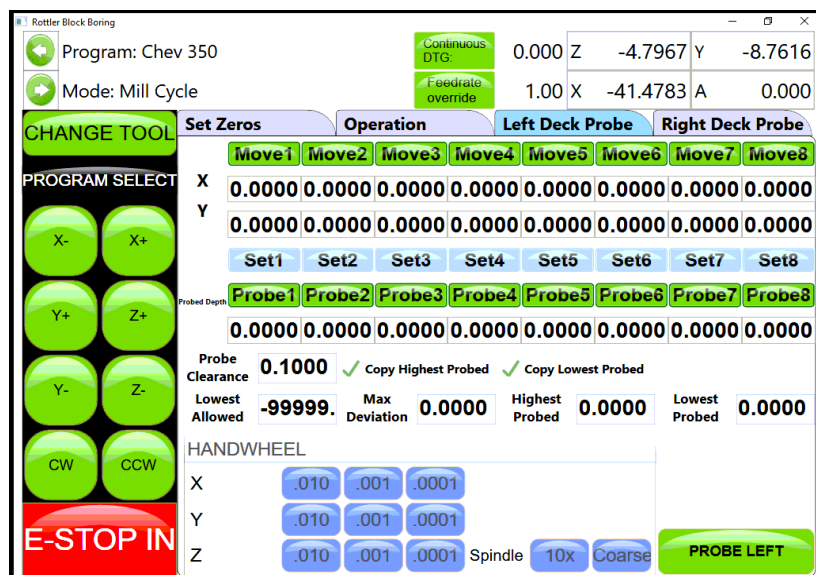 Rottler Block Boring
Program: Chev 350
Continuous DTG: 0.000 Z -4.7967 Y -8.7616
Mode: Mill Cycle
Feedrate override 1.00 X -41.4783 A 0.000
CHANGE TOOL
PROGRAM SELECT
X- X+
Y+ Z+
Y- Z-
CW CCW
E-STOP IN
Set Zeros Operation Left Deck Probe Right Deck Probe
Move1 Move2 Move3 Move4 Move5 Move6 Move7 Move8
X 0.0000 0.0000 0.0000 0.0000 0.0000 0.0000 0.0000 0.0000
Y 0.0000 0.0000 0.0000 0.0000 0.0000 0.0000 0.0000 0.0000
Set1 Set2 Set3 Set4 Set5 Set6 Set7 Set8
Probed Depth Probe1 Probe2 Probe3 Probe4 Probe5 Probe6 Probe7 Probe8
0.0000 0.0000 0.0000 0.0000 0.0000 0.0000 0.0000 0.0000
Probe Clearance 0.1000 Copy Highest Probed Copy Lowest Probed
Lowest Allowed -99999. Max Deviation 0.0000 Highest Probed 0.0000 Lowest Probed 0.0000
HANDWHEEL
X .010 .001 .0001
Y .010 .001 .0001
Z .010 .001 .0001 Spindle 10x Coarse
PROBE LEFT